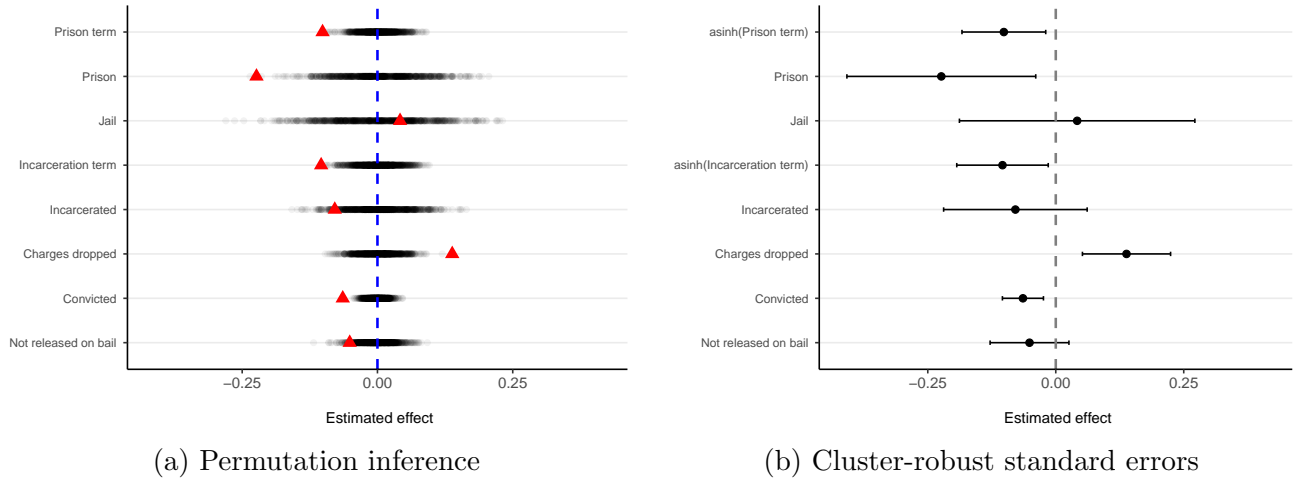 Prison term
Prison
Jail
Incarceration term
Incarcerated
Charges dropped
Convicted
Not released on bail
−0.25 0.00 0.25
Estimated effect
(a) Permutation inference
asinh(Prison term)
Prison
Jail
asinh(Incarceration term)
Incarcerated
Charges dropped
Convicted
Not released on bail
−0.25 0.00 0.25
Estimated effect
(b) Cluster-robust standard errors